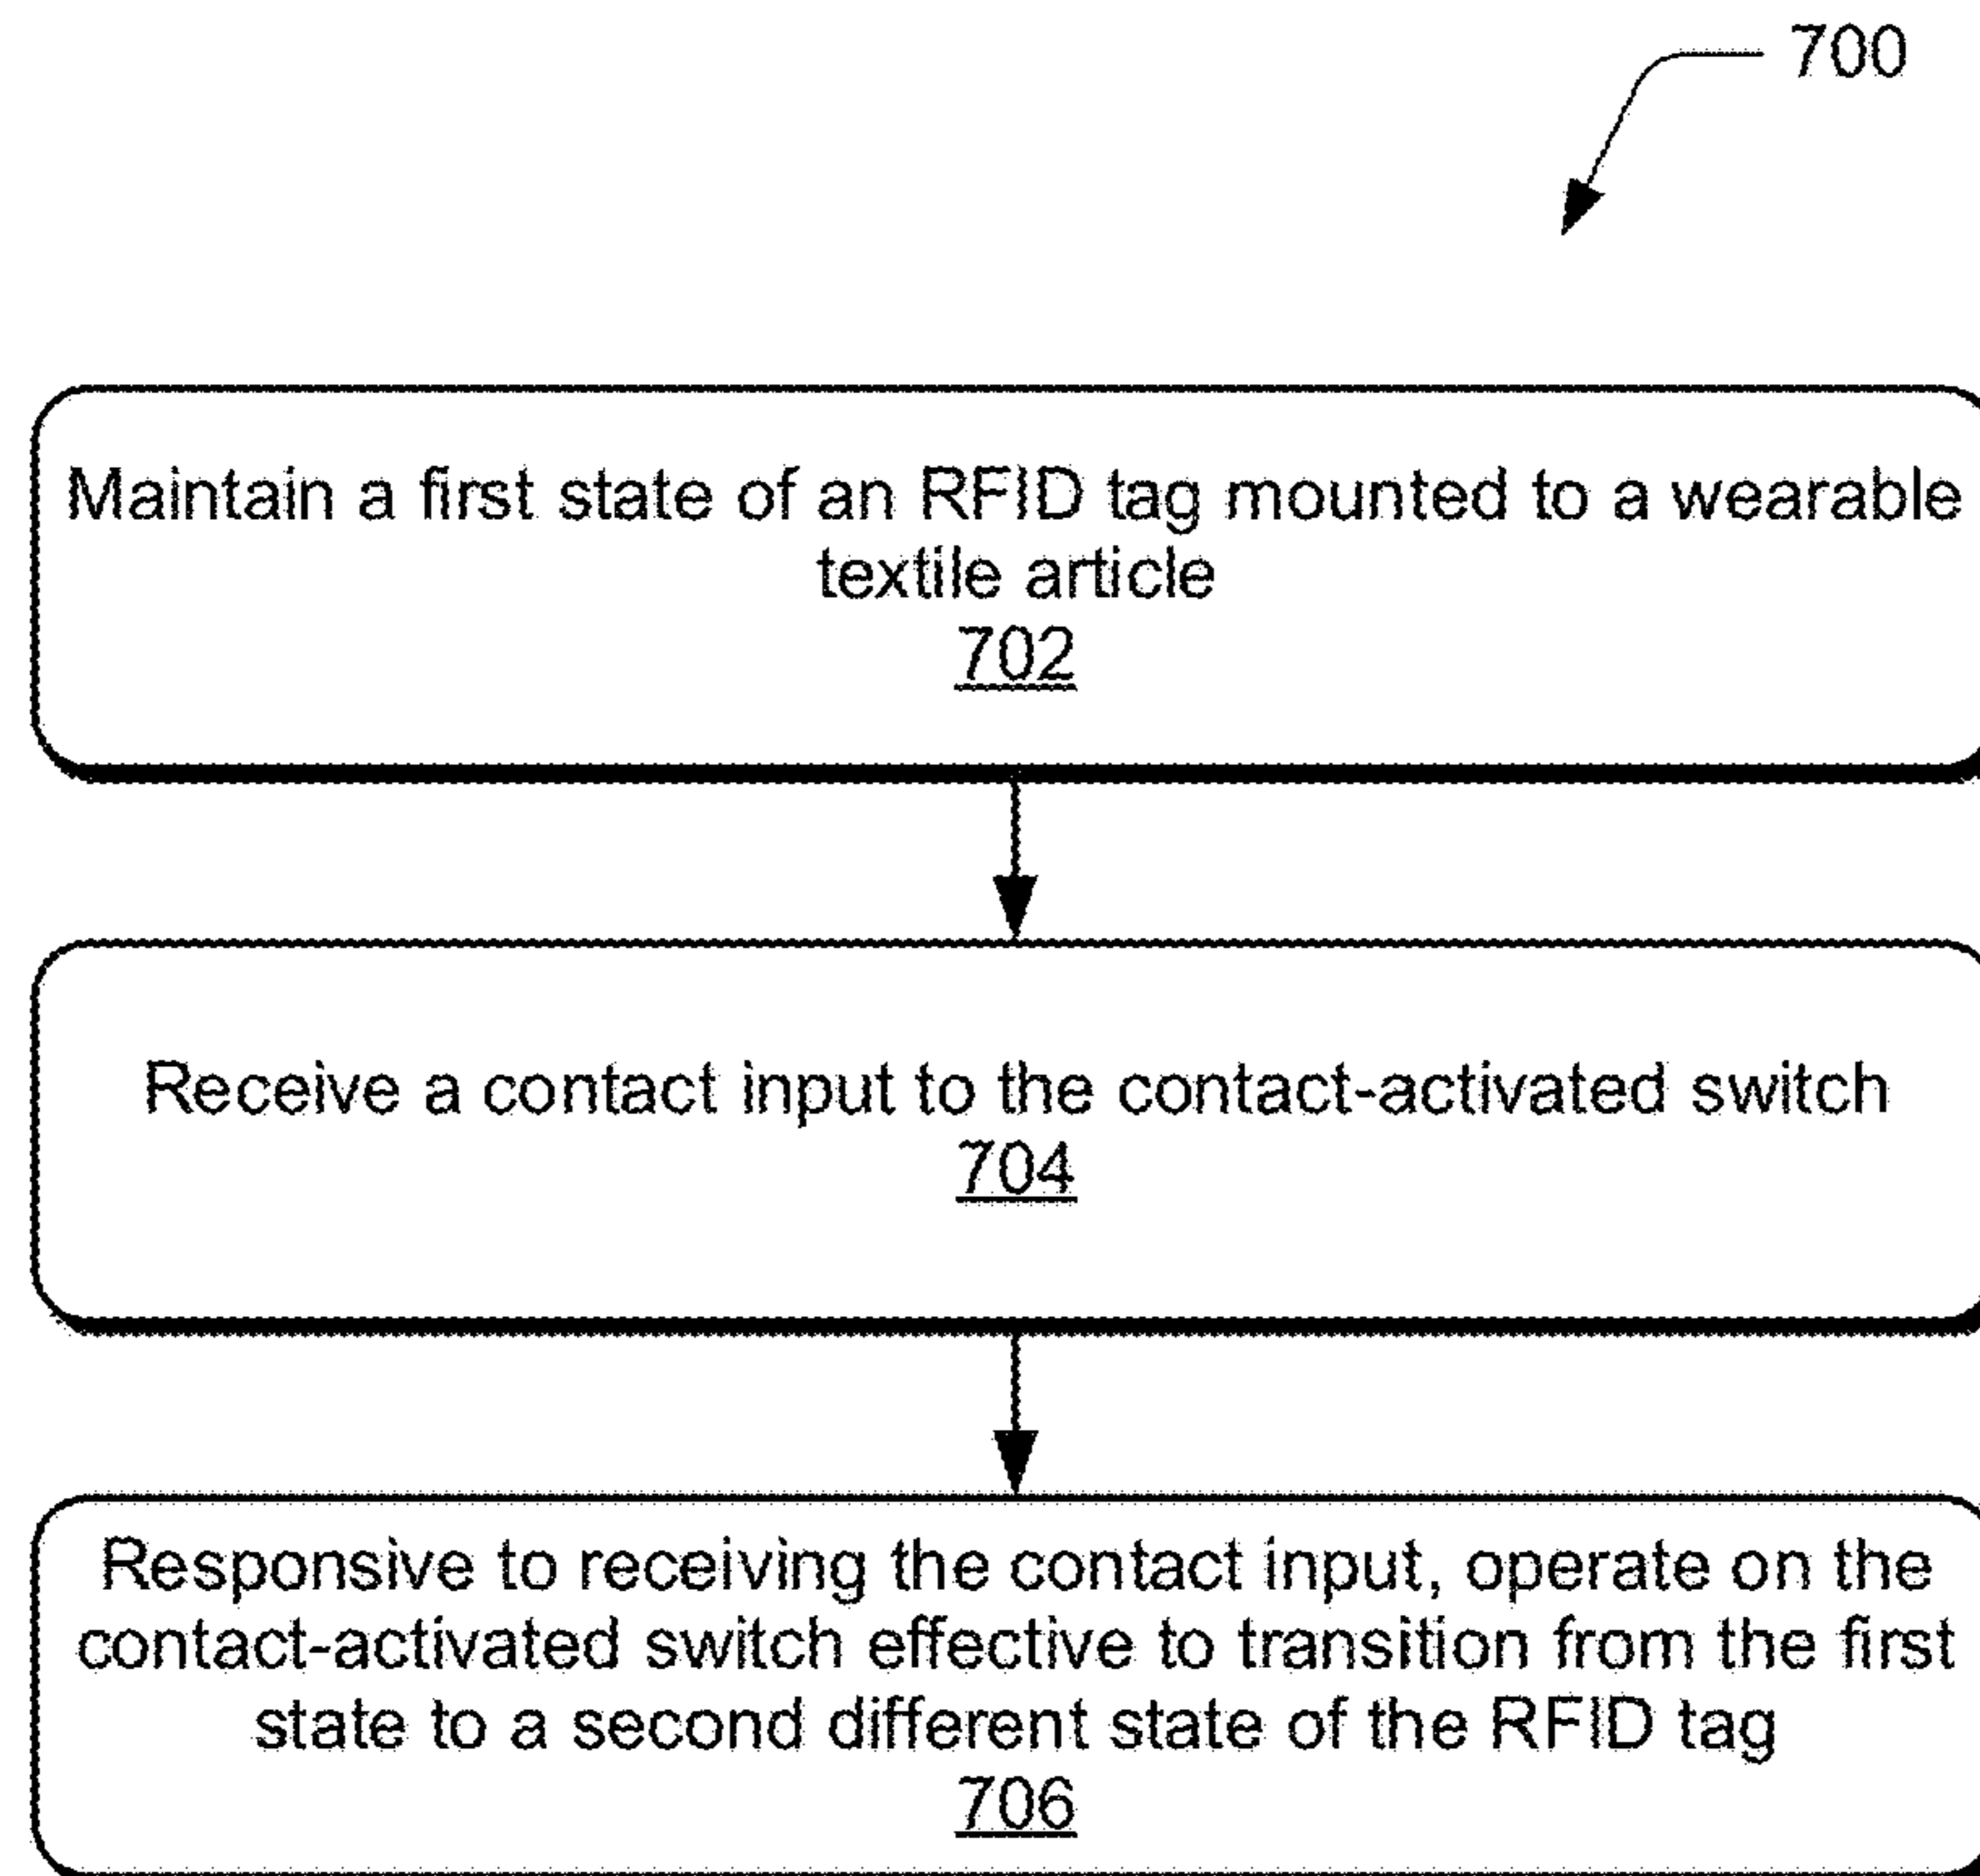 700
Maintain a first state of an RFID tag mounted to a wearable
textile article
702
Receive a contact input to the contact-activated switch
704
Responsive to receiving the contact input, operate on the
contact-activated switch effective to transition from the first
state to a second different state of the RFID tag
706